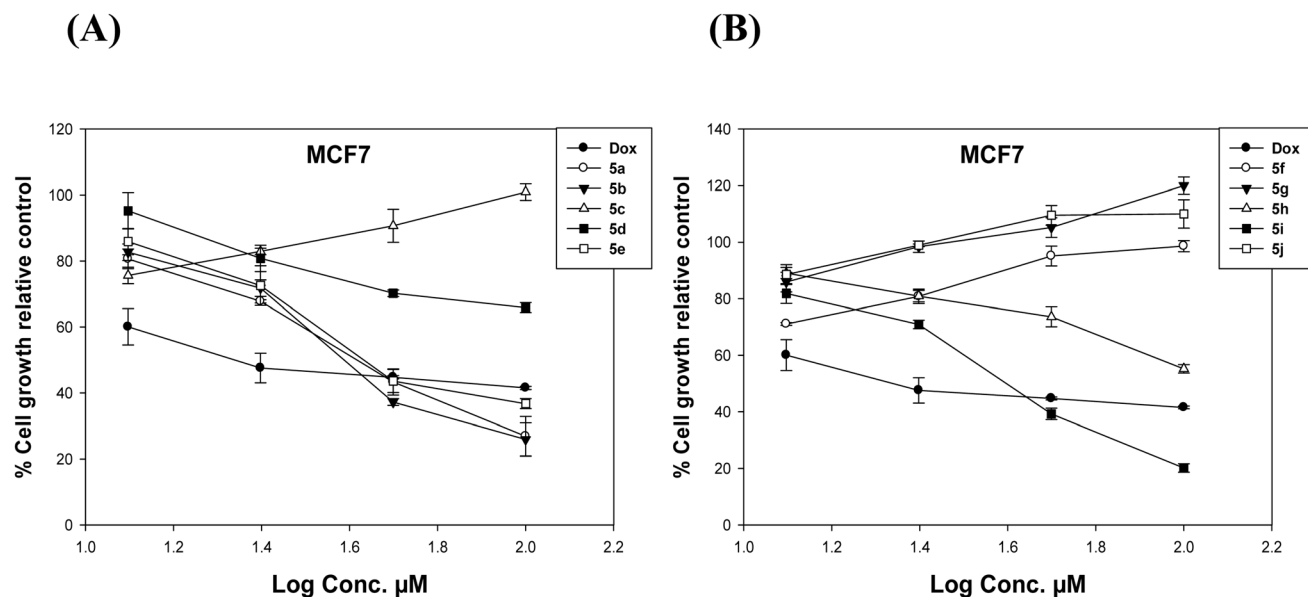 (A)
(B)
MCF7
Dox
5a
5b
5c
5d
5e
120
100
80
60
40
20
0
% Cell growth relative control
1.0 1.2 1.4 1.6 1.8 2.0 2.2
Log Conc. µM
MCF7
Dox
5f
5g
5h
5i
5j
140
120
100
80
60
40
20
0
% Cell growth relative control
1.0 1.2 1.4 1.6 1.8 2.0 2.2
Log Conc. µM